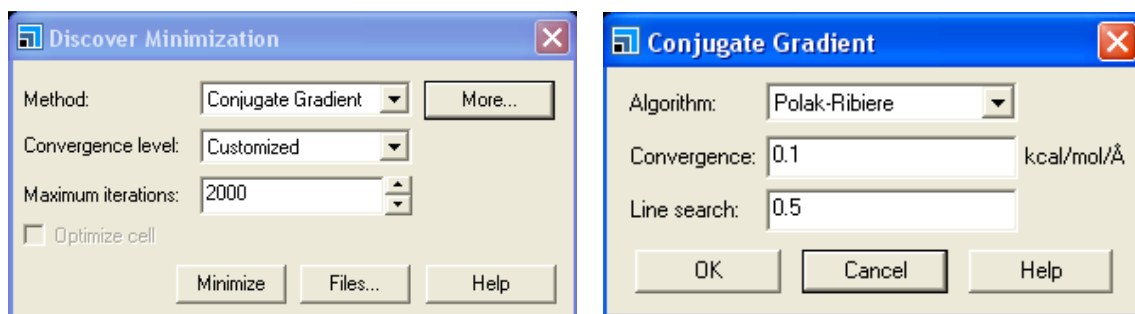 Discover Minimization
Method: Conjugate Gradient More...
Convergence level: Customized
Maximum iterations: 2000
Optimize cell
Minimize Files... Help
Conjugate Gradient
Algorithm: Polak-Ribiere
Convergence: 0.1 kcal/mol/Å
Line search: 0.5
OK Cancel Help